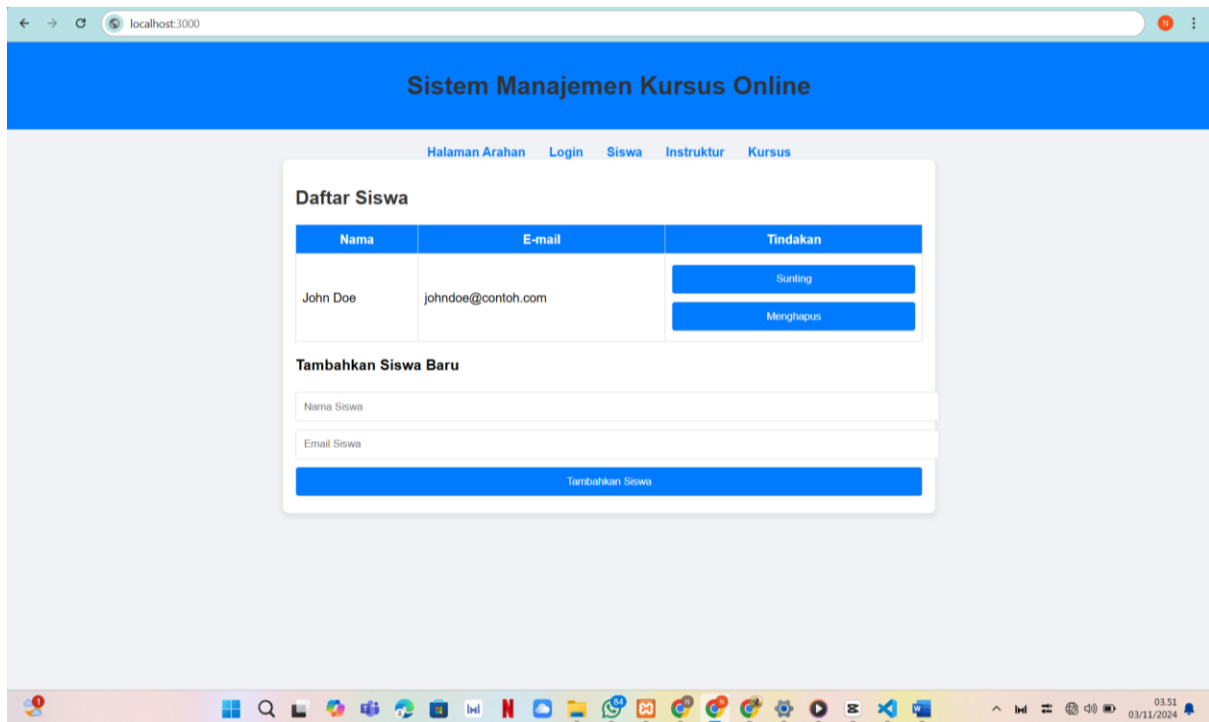 localhost:3000
N
Sistem Manajemen Kursus Online
Halaman Arahan Login Siswa Instruktur Kursus
Daftar Siswa
Nama E-mail Tindakan
John Doe johndoe@contoh.com Sunting
Menghapus
Tambahkan Siswa Baru
Nama Siswa
Email Siswa
Tambahkan Siswa
03.51
03/11/2024